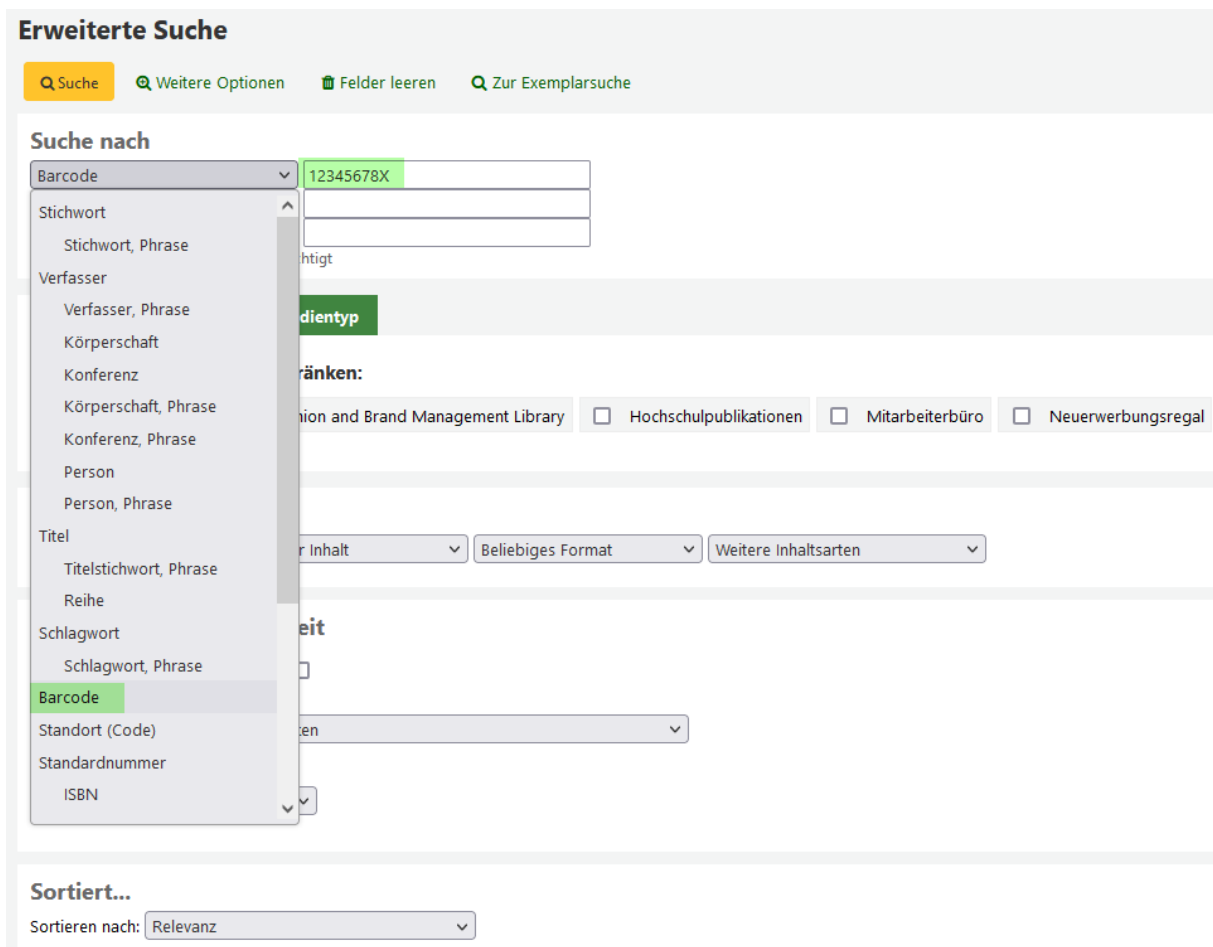 Erweiterte Suche
Suche Weitere Optionen Felder leeren Zur Exemplarsuche
Suche nach
Barcode 12345678X
Stichwort
Stichwort, Phrase
htigt
Verfasser
Verfasser, Phrase
dientyp
Körperschaft
Konferenz
ränken:
Körperschaft, Phrase
nion and Brand Management Library Hochschulpublikationen Mitarbeiterbüro Neuerwerbungsregal
Konferenz, Phrase
Person
Person, Phrase
Titel
r Inhalt Beliebiges Format Weitere Inhaltsarten
Titelstichwort, Phrase
Reihe
Schlagwort
eit
Schlagwort, Phrase
Barcode
Standort (Code)
ten
Standardnummer
ISBN
Sortiert...
Sortieren nach: Relevanz